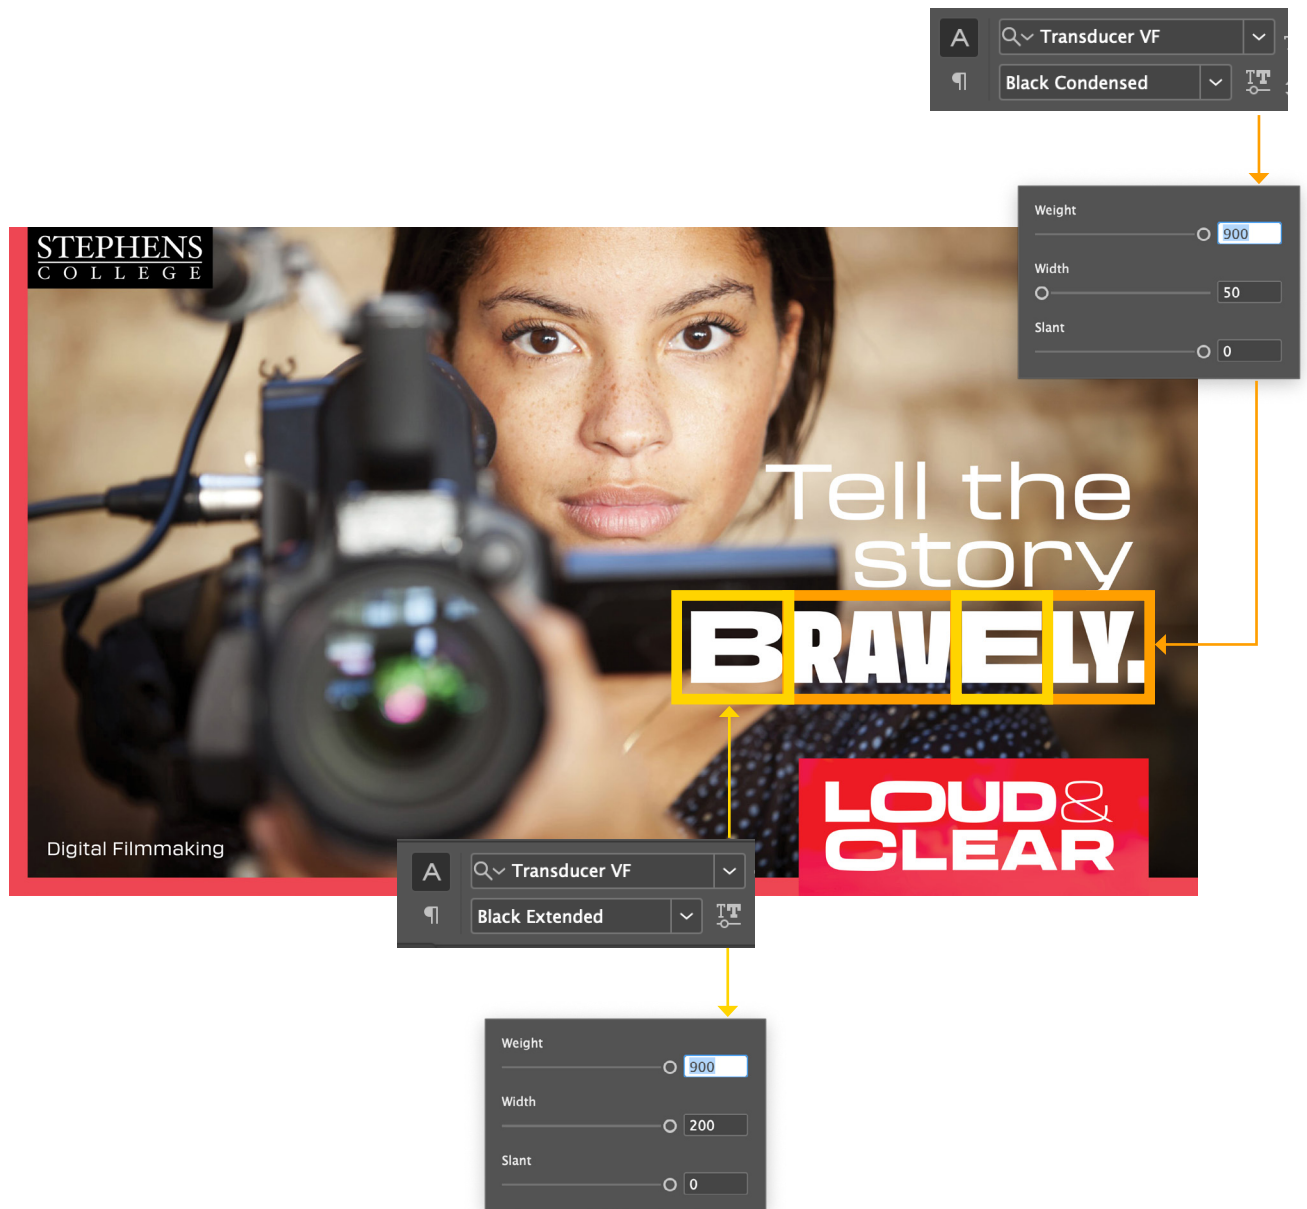 Transducer VF
Black Condensed
Weight
900
Width
50
Slant
0
STEPHENS
COLLEGE
Tell the
story
BRAVELY.
LOUD&
CLEAR
Digital Filmmaking
A
Transducer VF
¶
Black Extended
Weight
900
Width
200
Slant
0